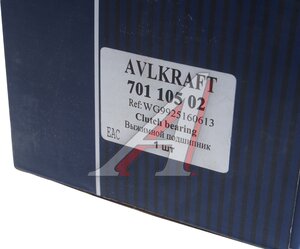 AVLKRAFT
701 105 02
Ref: WG9925160613
Clutch bearing
Выжимной подшипник
EAC 1 шт